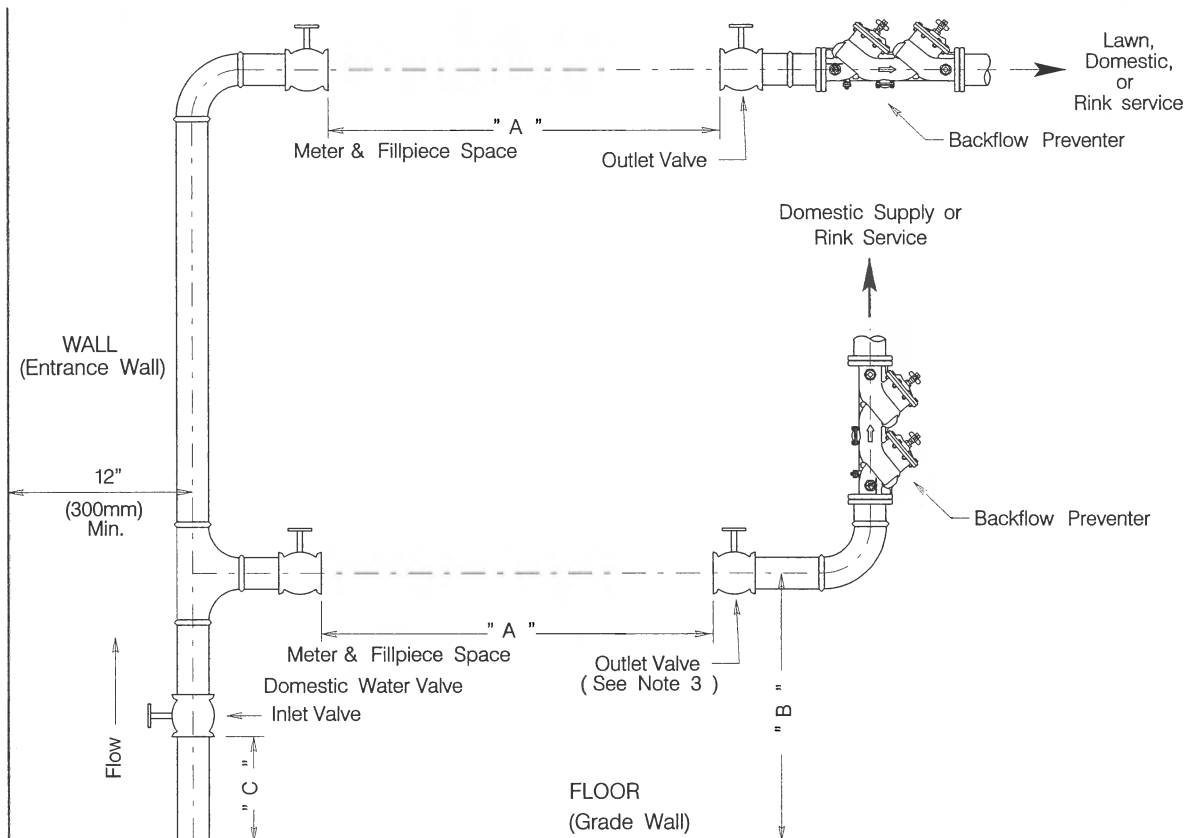 Lawn,
Domestic,
or
Rink service
" A "
Meter & Fillpiece Space
Outlet Valve
Backflow Preventer
Domestic Supply or
Rink Service
WALL
(Entrance Wall)
12"
(300mm)
Min.
Backflow Preventer
" A "
Meter & Fillpiece Space
Outlet Valve
( See Note 3 )
Domestic Water Valve
Inlet Valve
Flow
" C "
" B "
FLOOR
(Grade Wall)